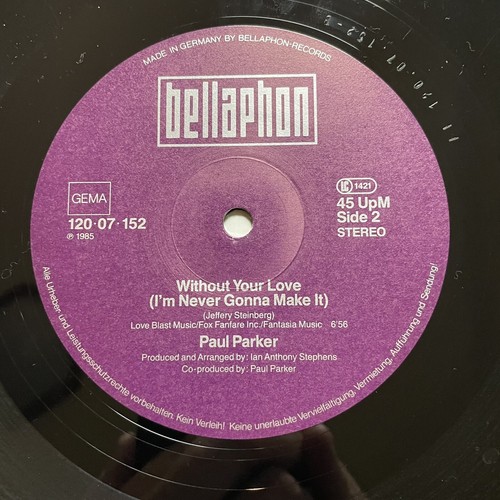 MADE IN GERMANY BY BELLAPHON-RECORDS
bellaphon
GEMA
120·07·152
℗ 1985
LC 1421
45 UpM
Side 2
STEREO
Without Your Love
(I'm Never Gonna Make It)
(Jeffery Steinberg)
Love Blast Music/Fox Fanfare Inc./Fantasia Music 6'56
Paul Parker
Produced and Arranged by: Ian Anthony Stephens
Co-produced by: Paul Parker
Alle Urheber und Leistungsschutzrechte vorbehalten. Kein Verleih! Keine unerlaubte Vervielfältigung, Vermietung, Aufführung und Sendung!